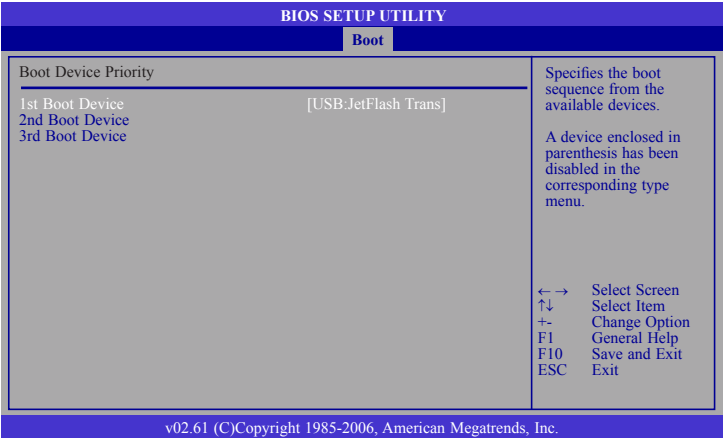 BIOS SETUP UTILITY
Boot
Boot Device Priority
1st Boot Device [USB:JetFlash Trans]
2nd Boot Device
3rd Boot Device
Specifies the boot
sequence from the
available devices.
A device enclosed in
parenthesis has been
disabled in the
corresponding type
menu.
←→ Select Screen
↑↓ Select Item
+- Change Option
F1 General Help
F10 Save and Exit
ESC Exit
v02.61 (C)Copyright 1985-2006, American Megatrends, Inc.